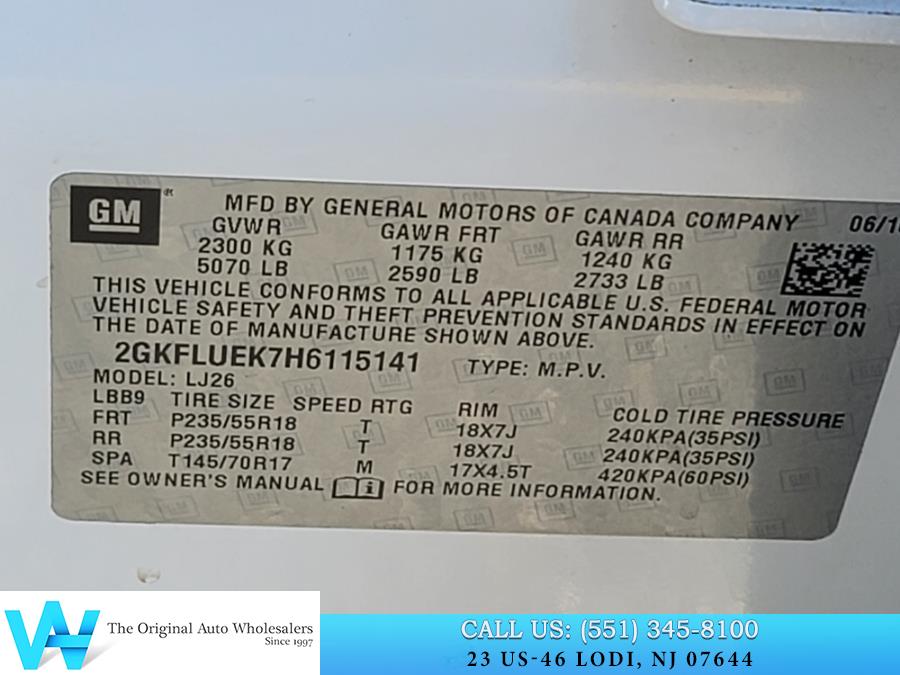 GM
MFD BY GENERAL MOTORS OF CANADA COMPANY
GVWR GAWR FRT GAWR RR
2300 KG 1175 KG 1240 KG
5070 LB 2590 LB 2733 LB
THIS VEHICLE CONFORMS TO ALL APPLICABLE U.S. FEDERAL MOTOR
VEHICLE SAFETY AND THEFT PREVENTION STANDARDS IN EFFECT ON
THE DATE OF MANUFACTURE SHOWN ABOVE.
2GKFLUEK7H6115141 TYPE: M.P.V.
MODEL: LJ26
LBB9 TIRE SIZE SPEED RTG RIM COLD TIRE PRESSURE
FRT P235/55R18 T 18X7J 240KPA(35PSI)
RR P235/55R18 T 18X7J 240KPA(35PSI)
SPA T145/70R17 M 17X4.5T 420KPA(60PSI)
SEE OWNER'S MANUAL FOR MORE INFORMATION.
The Original Auto Wholesalers
Since 1997
CALL US: (551) 345-8100
23 US-46 LODI, NJ 07644